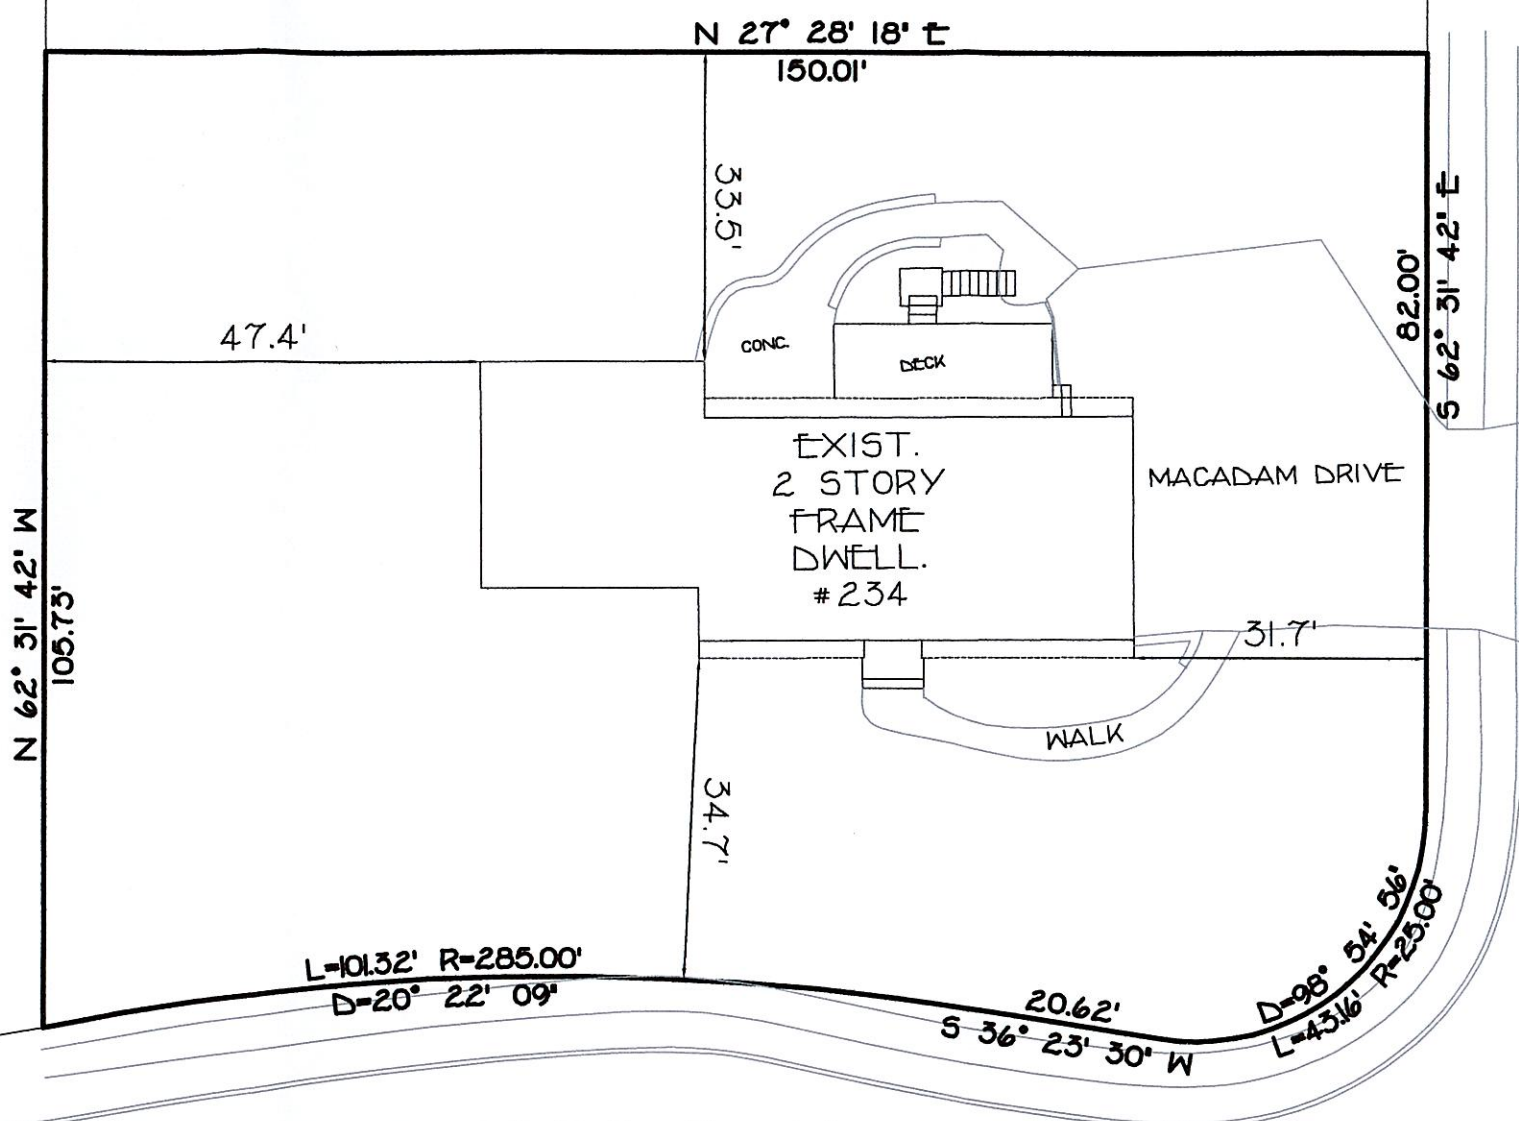 N 27° 28' 18" E
150.01'
33.5'
S 62° 31' 42" E
82.00'
47.4'
CONC.
DECK
EXIST.
2 STORY
FRAME
DWELL.
#234
MACADAM DRIVE
N 62° 31' 42" W
105.73'
31.7'
WALK
34.7'
L=101.32' R=285.00'
D=20° 22' 09"
20.62'
S 36° 23' 30" W
D=98° 54' 56"
L=43.16' R=25.00'